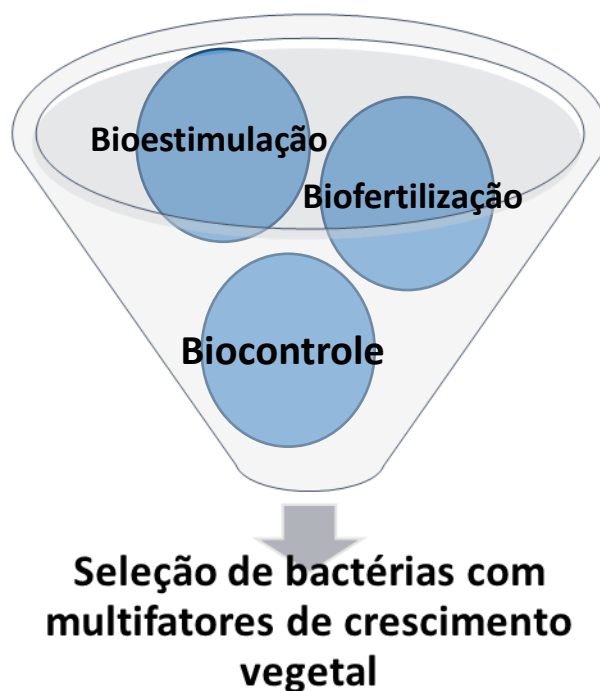 Bioestimulação
Biofertilização
Biocontrole
Seleção de bactérias com
multifatores de crescimento
vegetal